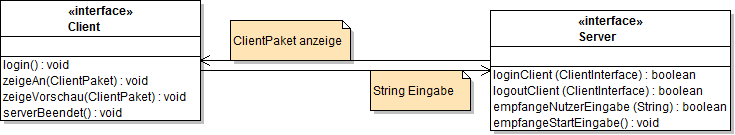 «interface»
Client
login() : void
zeigeAn(ClientPaket) : void
zeigeVorschau(ClientPaket) : void
serverBeendet() : void
ClientPaket anzeige
String Eingabe
«interface»
Server
loginClient (ClientInterface) : boolean
logoutClient (ClientInterface) : boolean
empfangeNutzerEingabe (String) : boolean
empfangeStartEingabe() : void